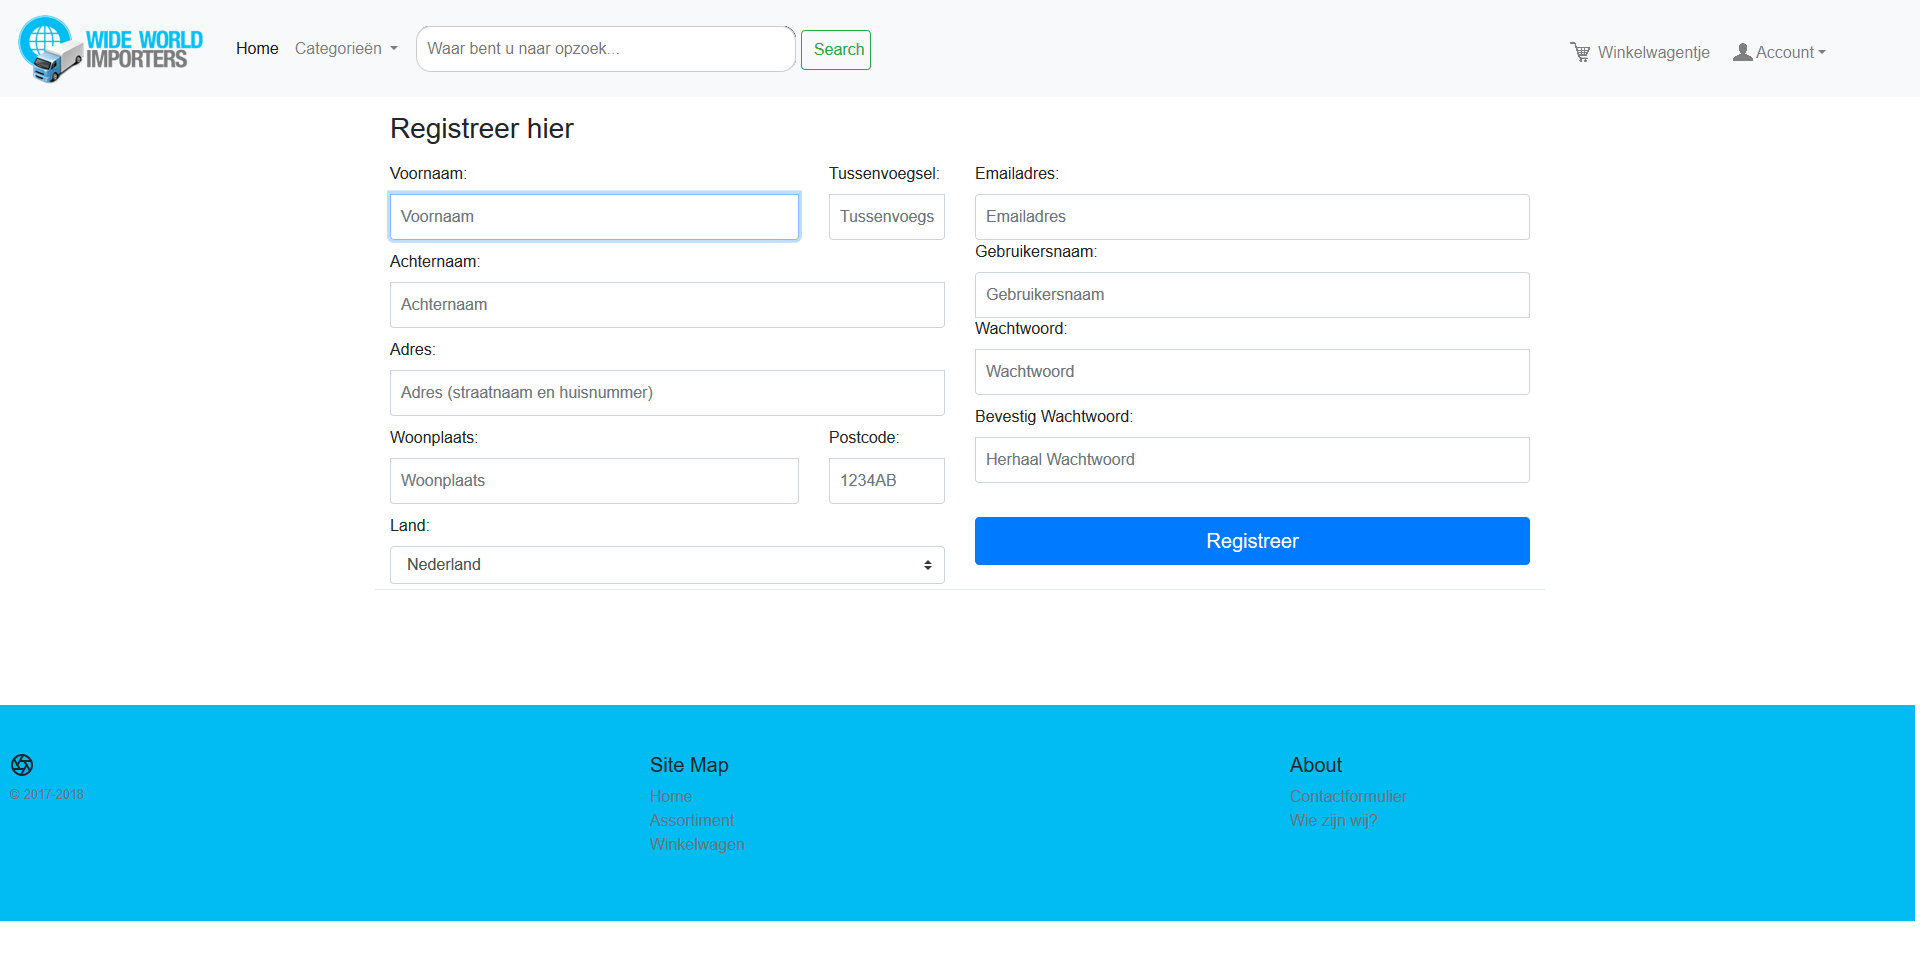 WIDE WORLD
IMPORTERS
Home Categorieën Waar bent u naar opzoek... Search Winkelwagentje Account
Registreer hier
Voornaam: Tussenvoegsel: Emailadres:
Voornaam Tussenvoegs Emailadres
Gebruikersnaam:
Achternaam:
Gebruikersnaam
Achternaam
Wachtwoord:
Adres:
Wachtwoord
Adres (straatnaam en huisnummer)
Bevestig Wachtwoord:
Woonplaats: Postcode:
Herhaal Wachtwoord
Woonplaats 1234AB
Land:
Registreer
Nederland
Site Map About
© 2017-2018 Home Contactformulier
Assortiment Wie zijn wij?
Winkelwagen